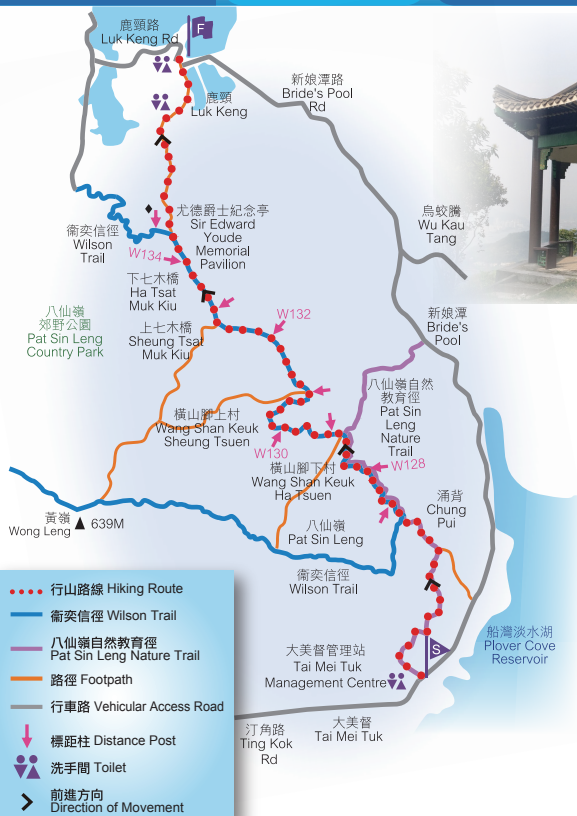 鹿頸路
Luk Keng Rd
F
鹿頸
Luk Keng
新娘潭路
Bride's Pool
Rd
烏蛟騰
Wu Kau
Tang
尤德爵士紀念亭
Sir Edward
Youde
Memorial
Pavilion
衞奕信徑
Wilson
Trail
W134
下七木橋
Ha Tsat
Muk Kiu
八仙嶺
郊野公園
Pat Sin Leng
Country Park
上七木橋
Sheung Tsat
Muk Kiu
W132
新娘潭
Bride's
Pool
八仙嶺自然
教育徑
Pat Sin
Leng
Nature
Trail
橫山腳上村
Wang Shan Keuk
Sheung Tsuen
W130
橫山腳下村
Wang Shan Keuk
Ha Tsuen
W128
涌背
Chung
Pui
黃嶺
Wong Leng
639M
八仙嶺
Pat Sin Leng
衞奕信徑
Wilson Trail
船灣淡水湖
Plover Cove
Reservoir
大美督管理站
Tai Mei Tuk
Management Centre
S
汀角路
Ting Kok
Rd
大美督
Tai Mei Tuk
行山路線 Hiking Route
衞奕信徑 Wilson Trail
八仙嶺自然教育徑
Pat Sin Leng Nature Trail
路徑 Footpath
行車路 Vehicular Access Road
標距柱 Distance Post
洗手間 Toilet
前進方向
Direction of Movement